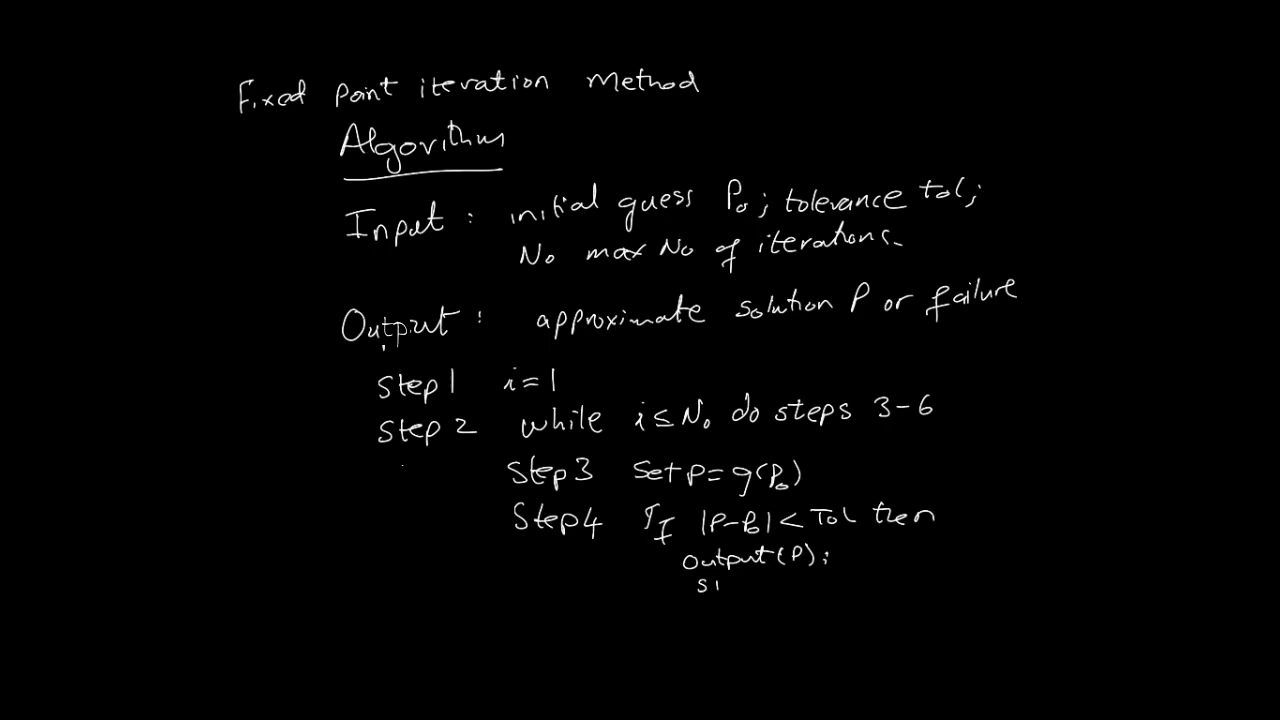 Fixed point iteration Method
Algorithm
Input : initial guess P₀ ; tolerance tol;
N₀ max No of iterations.
Output : approximate solution P or failure
Step 1 i = 1
Step 2 while i ≤ N₀ do steps 3-6
Step 3 Set P = g(P₀)
Step 4 If |P-P₀| < Tol then
Output (P);